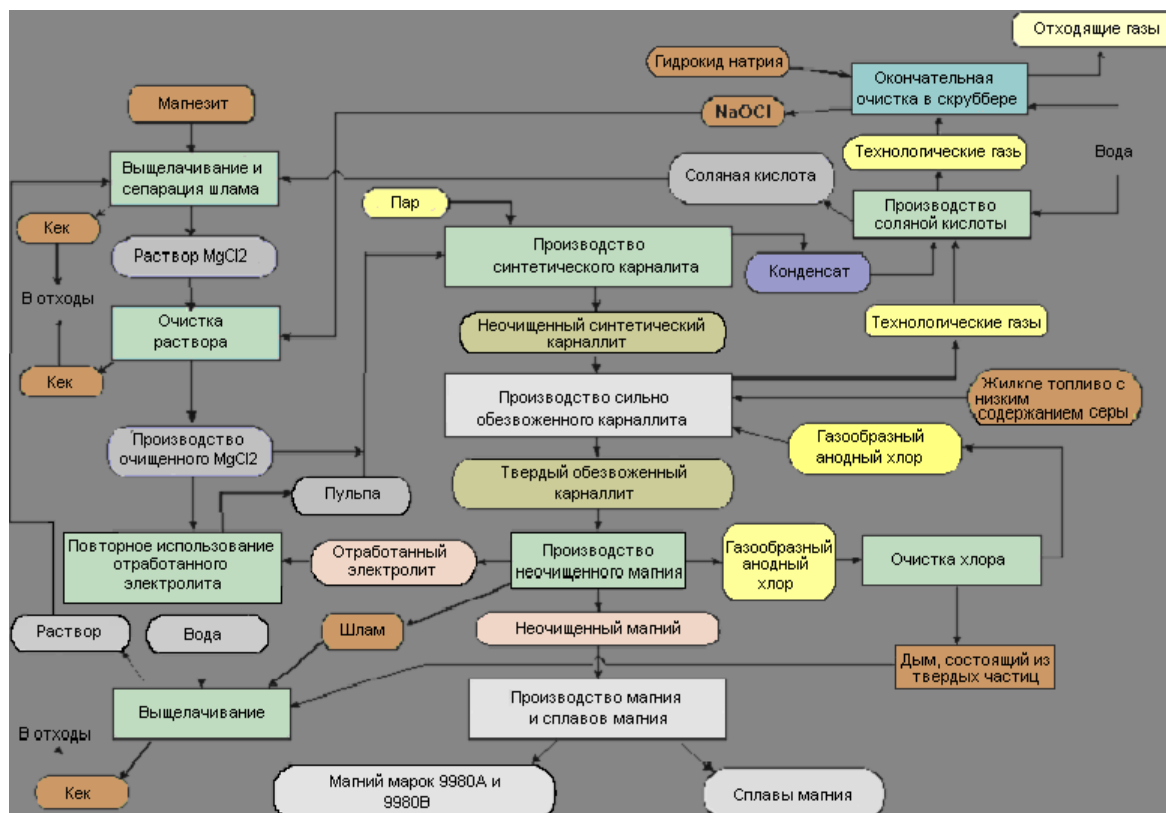 Отходящие газы
Гидрокид натрия
Окончательная
очистка в скруббере
Магнезит
NaOCl
Технологические газь
Вода
Выщелачивание и
сепарация шлама
Соляная кислота
Пар
Производство
соляной кислоты
Кек
Производство
синтетического карналита
Раствор MgCl2
Конденсат
В отходы
Очистка
раствора
Неочищенный синтетический
карналлит
Технологические газы
Кек
Производство сильно
обезвоженного карналлита
Жилкое топливо с
низким
содержанием серы
Производство
очищенного MgCl2
Газообразный
анодный хлор
Твердый обезвоженный
карналлит
Пульпа
Повторное использование
отработанного
электролита
Отработанный
электролит
Производство
неочищенного магния
Газообразный
анодный
хлор
Очистка хлора
Раствор
Вода
Шлам
Неочищенный магний
Дым, состоящий из
твердых частиц
Выщелачивание
Производство магния
и сплавов магния
В отходы
Кек
Магний марок 9980А и
9980В
Сплавы магния